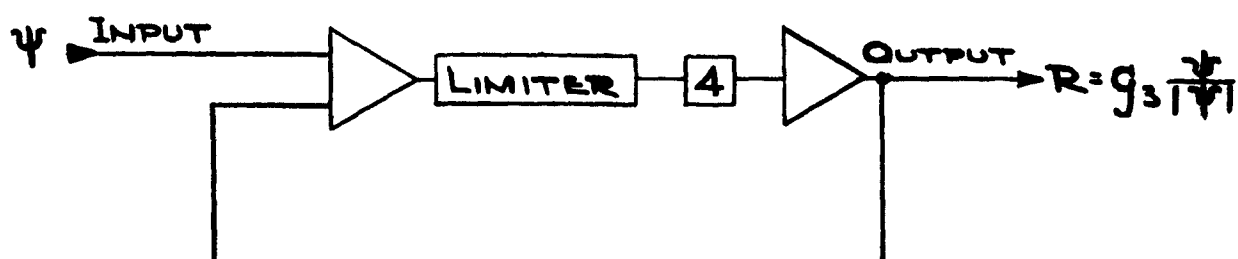 ψ INPUT
LIMITER
4
OUTPUT
R = g₃ ψ/|ψ|